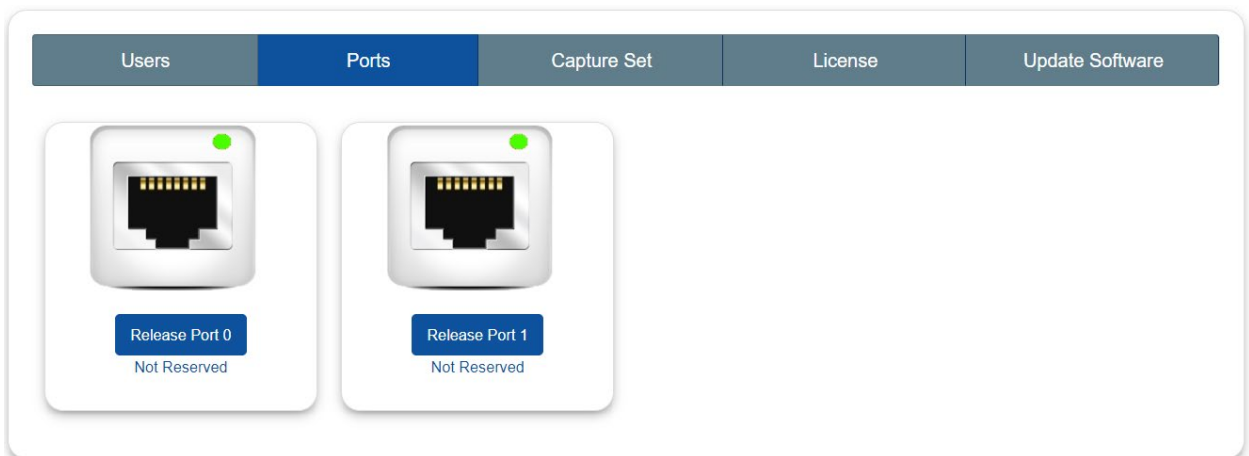 Users Ports Capture Set License Update Software
Release Port 0 Release Port 1
Not Reserved Not Reserved